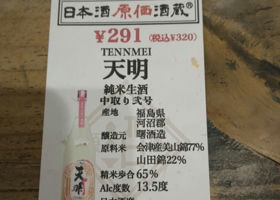 日本酒原価酒蔵®
¥291(税込¥320)
TENNMEI
天明
純米生酒
中取り弐号
産地 福島県
河沼郡
醸造元 曙酒造
原料米 会津産美山錦77%
山田錦22%
精米歩合 65%
Alc度数 13.5度
天明